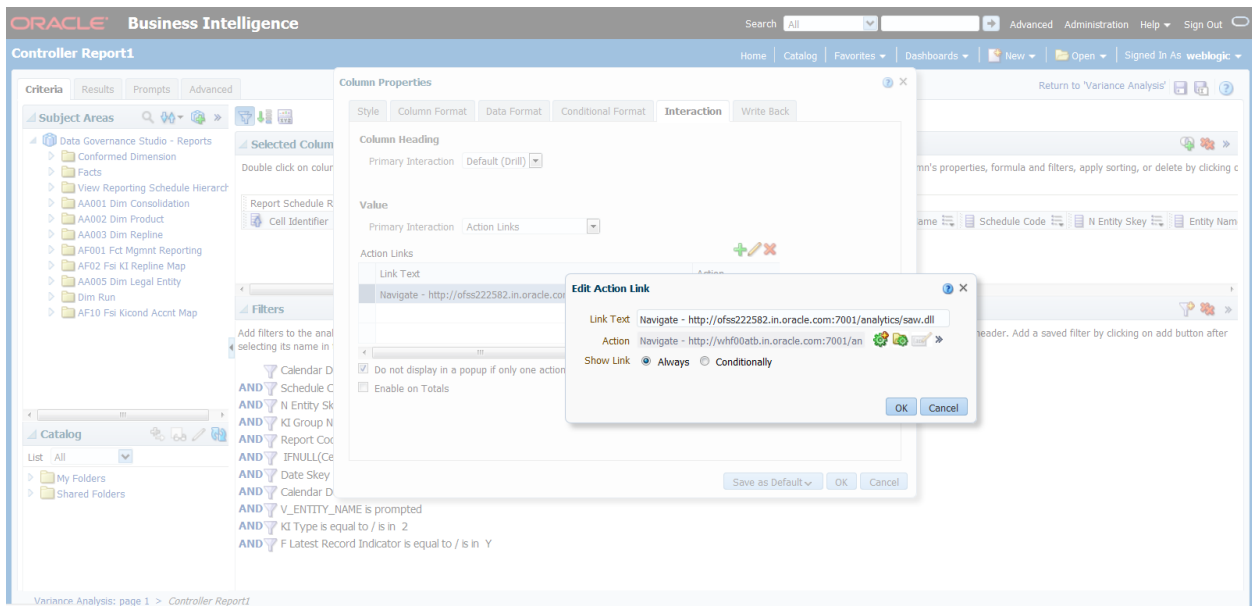 ORACLE Business Intelligence
Search All Advanced Administration Help Sign Out
Controller Report1
Home Catalog Favorites Dashboards New Open Signed In As weblogic
Criteria Results Prompts Advanced
Return to 'Variance Analysis'
Subject Areas
Data Governance Studio - Reports
Conformed Dimension
Facts
View Reporting Schedule Hierarch
AA001 Dim Consolidation
AA002 Dim Product
AA003 Dim Repline
AF001 Fct Mgmnt Reporting
AF02 Fsi KI Repline Map
AA005 Dim Legal Entity
Dim Run
AF10 Fsi Kicond Accnt Map
Catalog
List All
My Folders
Shared Folders
Selected Colum
Double click on colur
mn's properties, formula and filters, apply sorting, or delete by clicking o
Report Schedule R
Cell Identifier
ame Schedule Code N Entity Skey Entity Nam
Filters
Add filters to the anal
eader. Add a saved filter by clicking on add button after
selecting its name in
Calendar D
AND Schedule C
AND N Entity Sk
AND KI Group N
AND Report Coo
AND IFNULL(Ce
AND Date Skey
AND Calendar D
AND V_ENTITY_NAME is prompted
AND KI Type is equal to / is in 2
AND F Latest Record Indicator is equal to / is in Y
Column Properties
Style Column Format Data Format Conditional Format Interaction Write Back
Column Heading
Primary Interaction Default (Drill)
Value
Primary Interaction Action Links
Action Links
Link Text Action
Navigate - http://ofss222582.in.oracle.cor
Do not display in a popup if only one action
Enable on Totals
Save as Default OK Cancel
Edit Action Link
Link Text Navigate - http://ofss222582.in.oracle.com:7001/analytics/saw.dll
Action Navigate - http://whf00atb.in.oracle.com:7001/an
Show Link Always Conditionally
OK Cancel
Variance Analysis: page 1 > Controller Report1